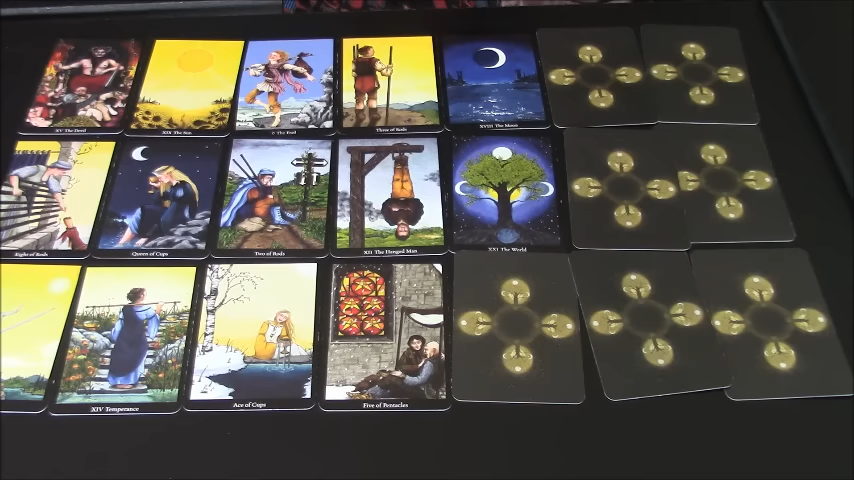 XV The Devil
XIX The Sun
0 The Fool
Three of Rods
XVIII The Moon
Eight of Rods
Queen of Cups
Two of Rods
XII The Hanged Man
XXI The World
XIV Temperance
Ace of Cups
Five of Pentacles